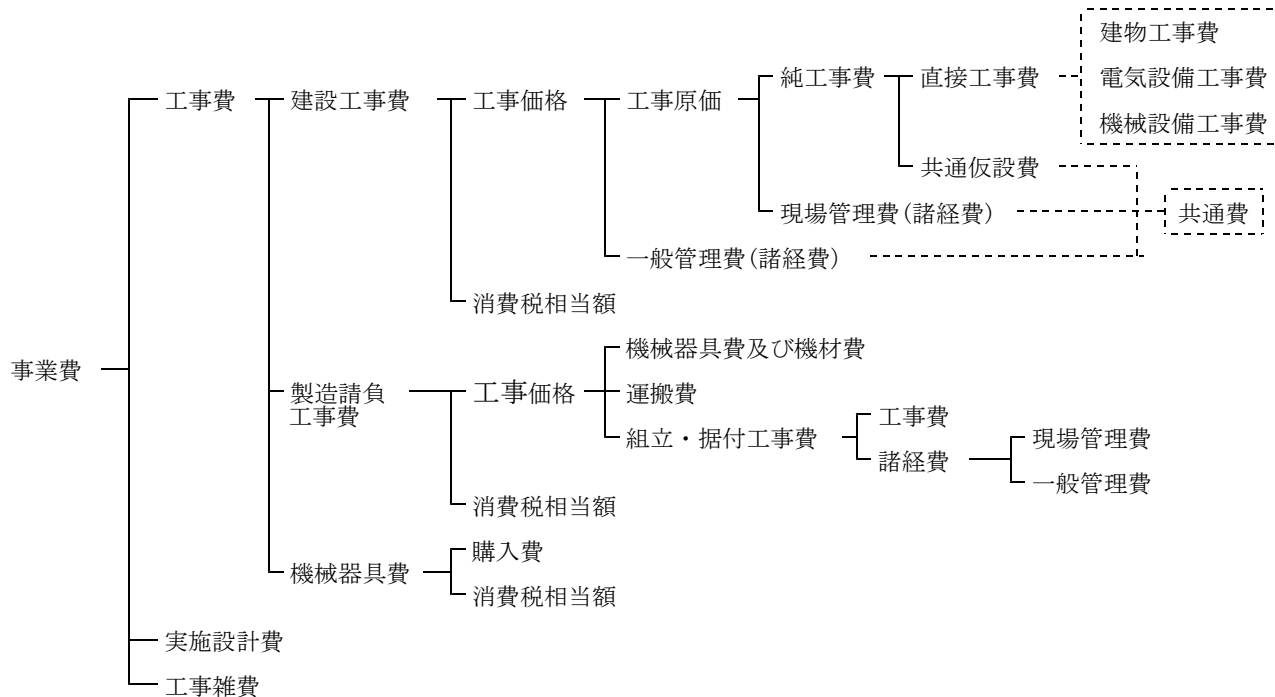 建物工事費
純工事費
直接工事費
電気設備工事費
工事費
建設工事費
工事価格
工事原価
機械設備工事費
共通仮設費
現場管理費(諸経費)
共通費
一般管理費(諸経費)
消費税相当額
機械器具費及び機材費
事業費
製造請負
工事費
工事価格
運搬費
工事費
組立・据付工事費
現場管理費
諸経費
一般管理費
消費税相当額
購入費
機械器具費
消費税相当額
実施設計費
工事雑費